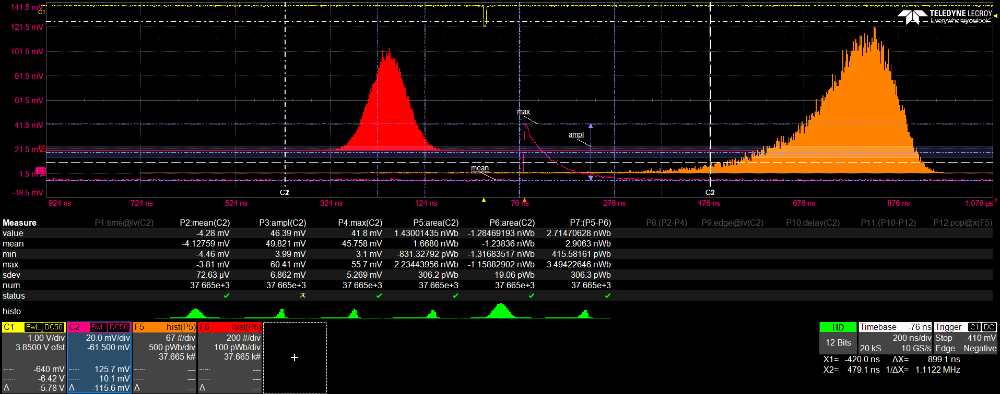 141.5 mV
C1
TELEDYNE LECROY
Everywhereyoulook™
121.5 mV
101.5 mV
81.5 mV
61.5 mV
max
41.5 mV
ampl
F6
21.5 mV
mean
C2
1.5 mV
C2
C2
-18.5 mV
-924 ns -724 ns -524 ns -324 ns -124 ns 76 ns 276 ns 476 ns 676 ns 876 ns 1.076 µs
Measure P1:time@lv(C2) P2:mean(C2) P3:ampl(C2) P4:max(C2) P5:area(C2) P6:area(C2) P7:(P5-P6) P8:(P2-P4) P9:edge@lv(C2) P10:delay(C2) P11:(P10-P12) P12:pop@x(F5)
value -4.28 mV 46.39 mV 41.8 mV 1.43001435 nWb -1.28469193 nWb 2.71470628 nWb
mean -4.12759 mV 49.821 mV 45.758 mV 1.6680 nWb -1.23836 nWb 2.9063 nWb
min -4.46 mV 3.99 mV 3.1 mV -831.32792 pWb -1.31683517 nWb 415.58161 pWb
max -3.81 mV 60.41 mV 55.7 mV 2.23443956 nWb -1.15882902 nWb 3.49422646 nWb
sdev 72.63 µV 6.862 mV 5.269 mV 306.2 pWb 19.06 pWb 306.3 pWb
num 37.665e+3 37.665e+3 37.665e+3 37.665e+3 37.665e+3 37.665e+3
status
histo
C1 BwL DC50
1.00 V/div
3.8500 V ofst
-640 mV
-6.42 V
Δ -5.78 V
C2 BwL DC50
20.0 mV/div
-61.500 mV
125.7 mV
10.1 mV
Δ -115.6 mV
F5 hist(P5)
67 #/div
500 pWb/div
37.665 k#
---
---
Δ ---
F6 hist(P6)
200 #/div
100 pWb/div
37.665 k#
---
---
Δ ---
+
HD
12 Bits
Timebase -76 ns
200 ns/div
20 kS 10 GS/s
Trigger C1 DC
Stop -410 mV
Edge Negative
X1= -420.0 ns ΔX= 899.1 ns
X2= 479.1 ns 1/ΔX= 1.1122 MHz